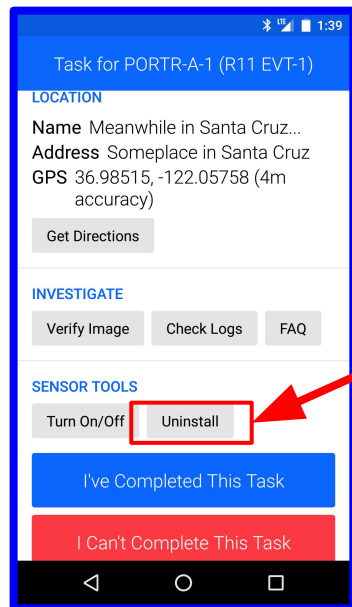 LTE 1:39
Task for PORTR-A-1 (R11 EVT-1)
LOCATION
Name Meanwhile in Santa Cruz...
Address Someplace in Santa Cruz
GPS 36.98515, -122.05758 (4m
accuracy)
Get Directions
INVESTIGATE
Verify Image Check Logs FAQ
SENSOR TOOLS
Turn On/Off Uninstall
I've Completed This Task
I Can't Complete This Task